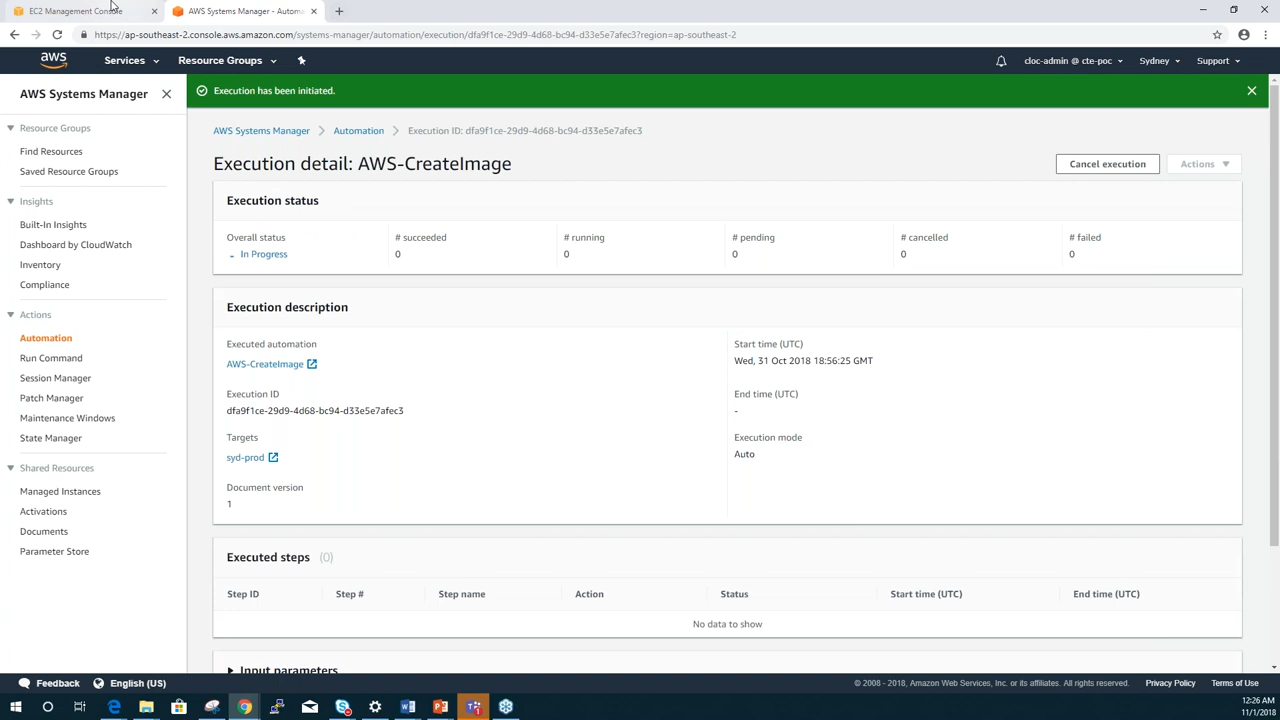 EC2 Management Console
AWS Systems Manager - Automa
https://ap-southeast-2.console.aws.amazon.com/systems-manager/automation/execution/dfa9f1ce-29d9-4d68-bc94-d33e5e7afec3?region=ap-southeast-2
aws
Services
Resource Groups
cloc-admin @ cte-poc
Sydney
Support
AWS Systems Manager
Resource Groups
Find Resources
Saved Resource Groups
Insights
Built-In Insights
Dashboard by CloudWatch
Inventory
Compliance
Actions
Automation
Run Command
Session Manager
Patch Manager
Maintenance Windows
State Manager
Shared Resources
Managed Instances
Activations
Documents
Parameter Store
Execution has been initiated.
AWS Systems Manager > Automation > Execution ID: dfa9f1ce-29d9-4d68-bc94-d33e5e7afec3
Execution detail: AWS-CreateImage
Cancel execution
Actions
Execution status
Overall status # succeeded # running # pending # cancelled # failed
In Progress 0 0 0 0 0
Execution description
Executed automation
AWS-CreateImage
Execution ID
dfa9f1ce-29d9-4d68-bc94-d33e5e7afec3
Targets
syd-prod
Document version
1
Start time (UTC)
Wed, 31 Oct 2018 18:56:25 GMT
End time (UTC)
-
Execution mode
Auto
Executed steps (0)
Step ID Step # Step name Action Status Start time (UTC) End time (UTC)
No data to show
Input parameters
Feedback
English (US)
© 2008 - 2018, Amazon Web Services, Inc. or its affiliates. All rights reserved.
Privacy Policy
Terms of Use
12:26 AM
11/1/2018